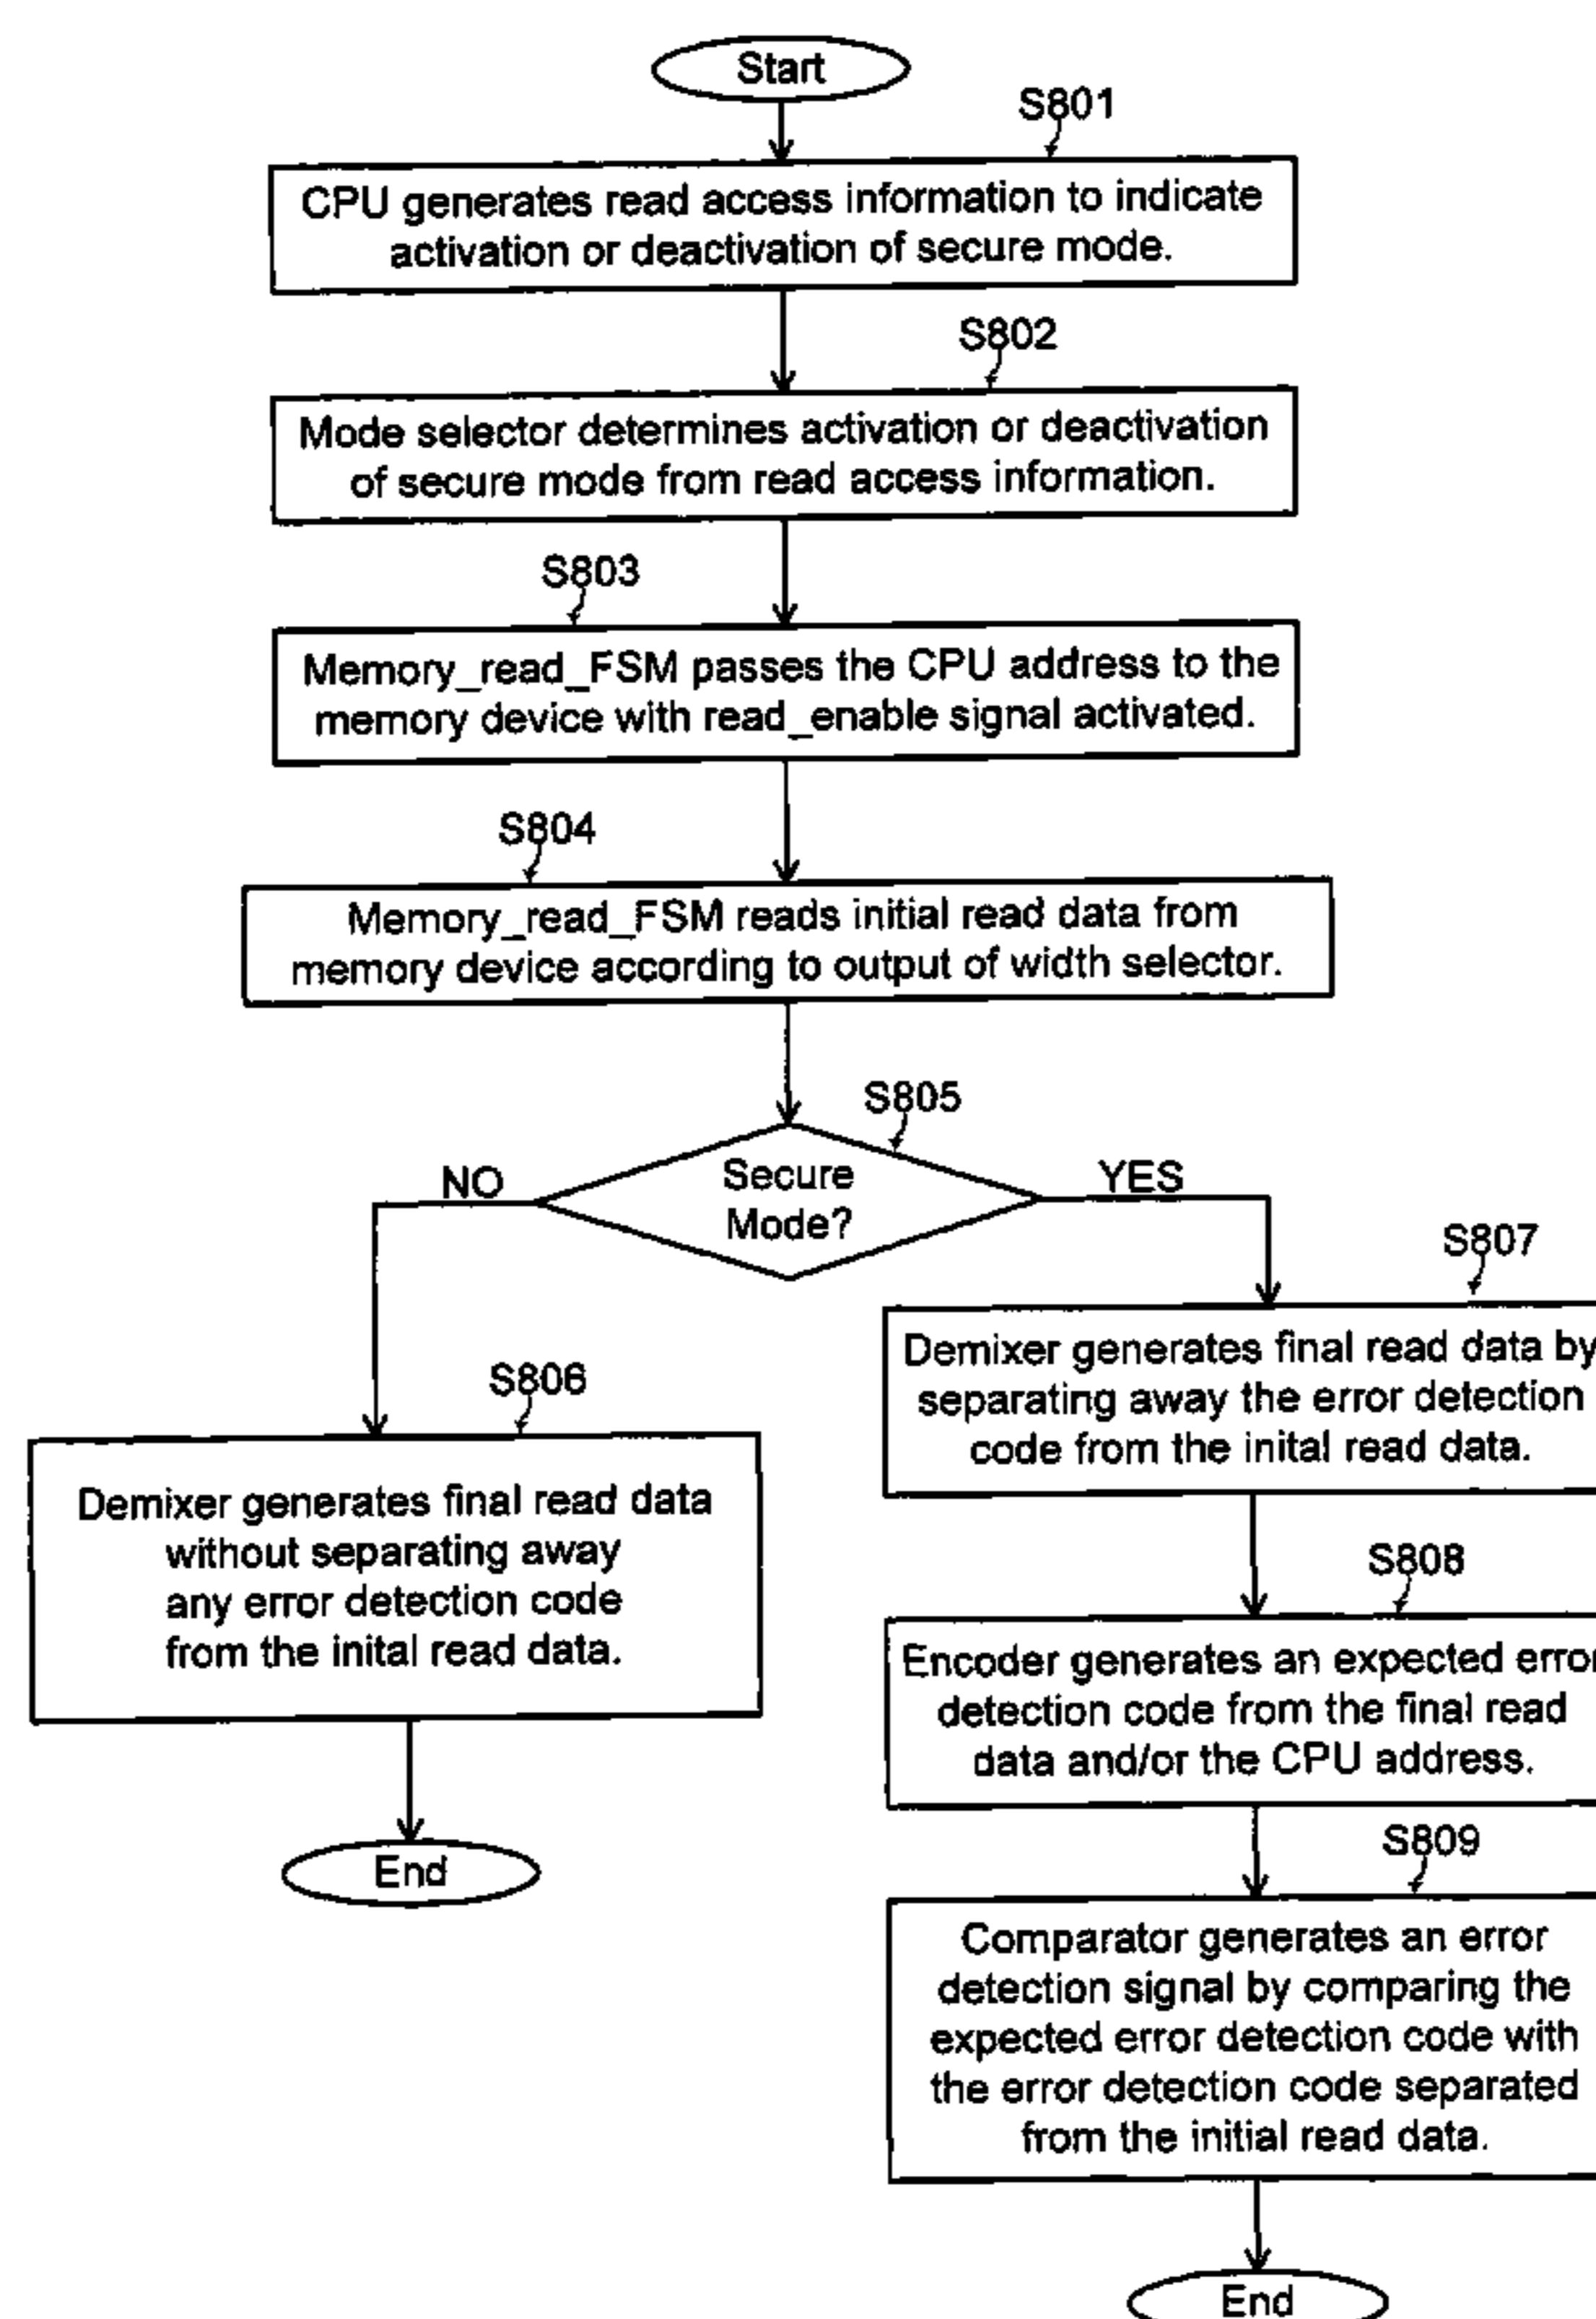 Start
S801
CPU generates read access information to indicate
activation or deactivation of secure mode.
S802
Mode selector determines activation or deactivation
of secure mode from read access information.
S803
Memory_read_FSM passes the CPU address to the
memory device with read_enable signal activated.
S804
Memory_read_FSM reads initial read data from
memory device according to output of width selector.
S805
Secure
Mode?
NO
YES
S806
Demixer generates final read data
without separating away
any error detection code
from the inital read data.
End
S807
Demixer generates final read data by
separating away the error detection
code from the inital read data.
S808
Encoder generates an expected error
detection code from the final read
data and/or the CPU address.
S809
Comparator generates an error
detection signal by comparing the
expected error detection code with
the error detection code separated
from the initial read data.
End